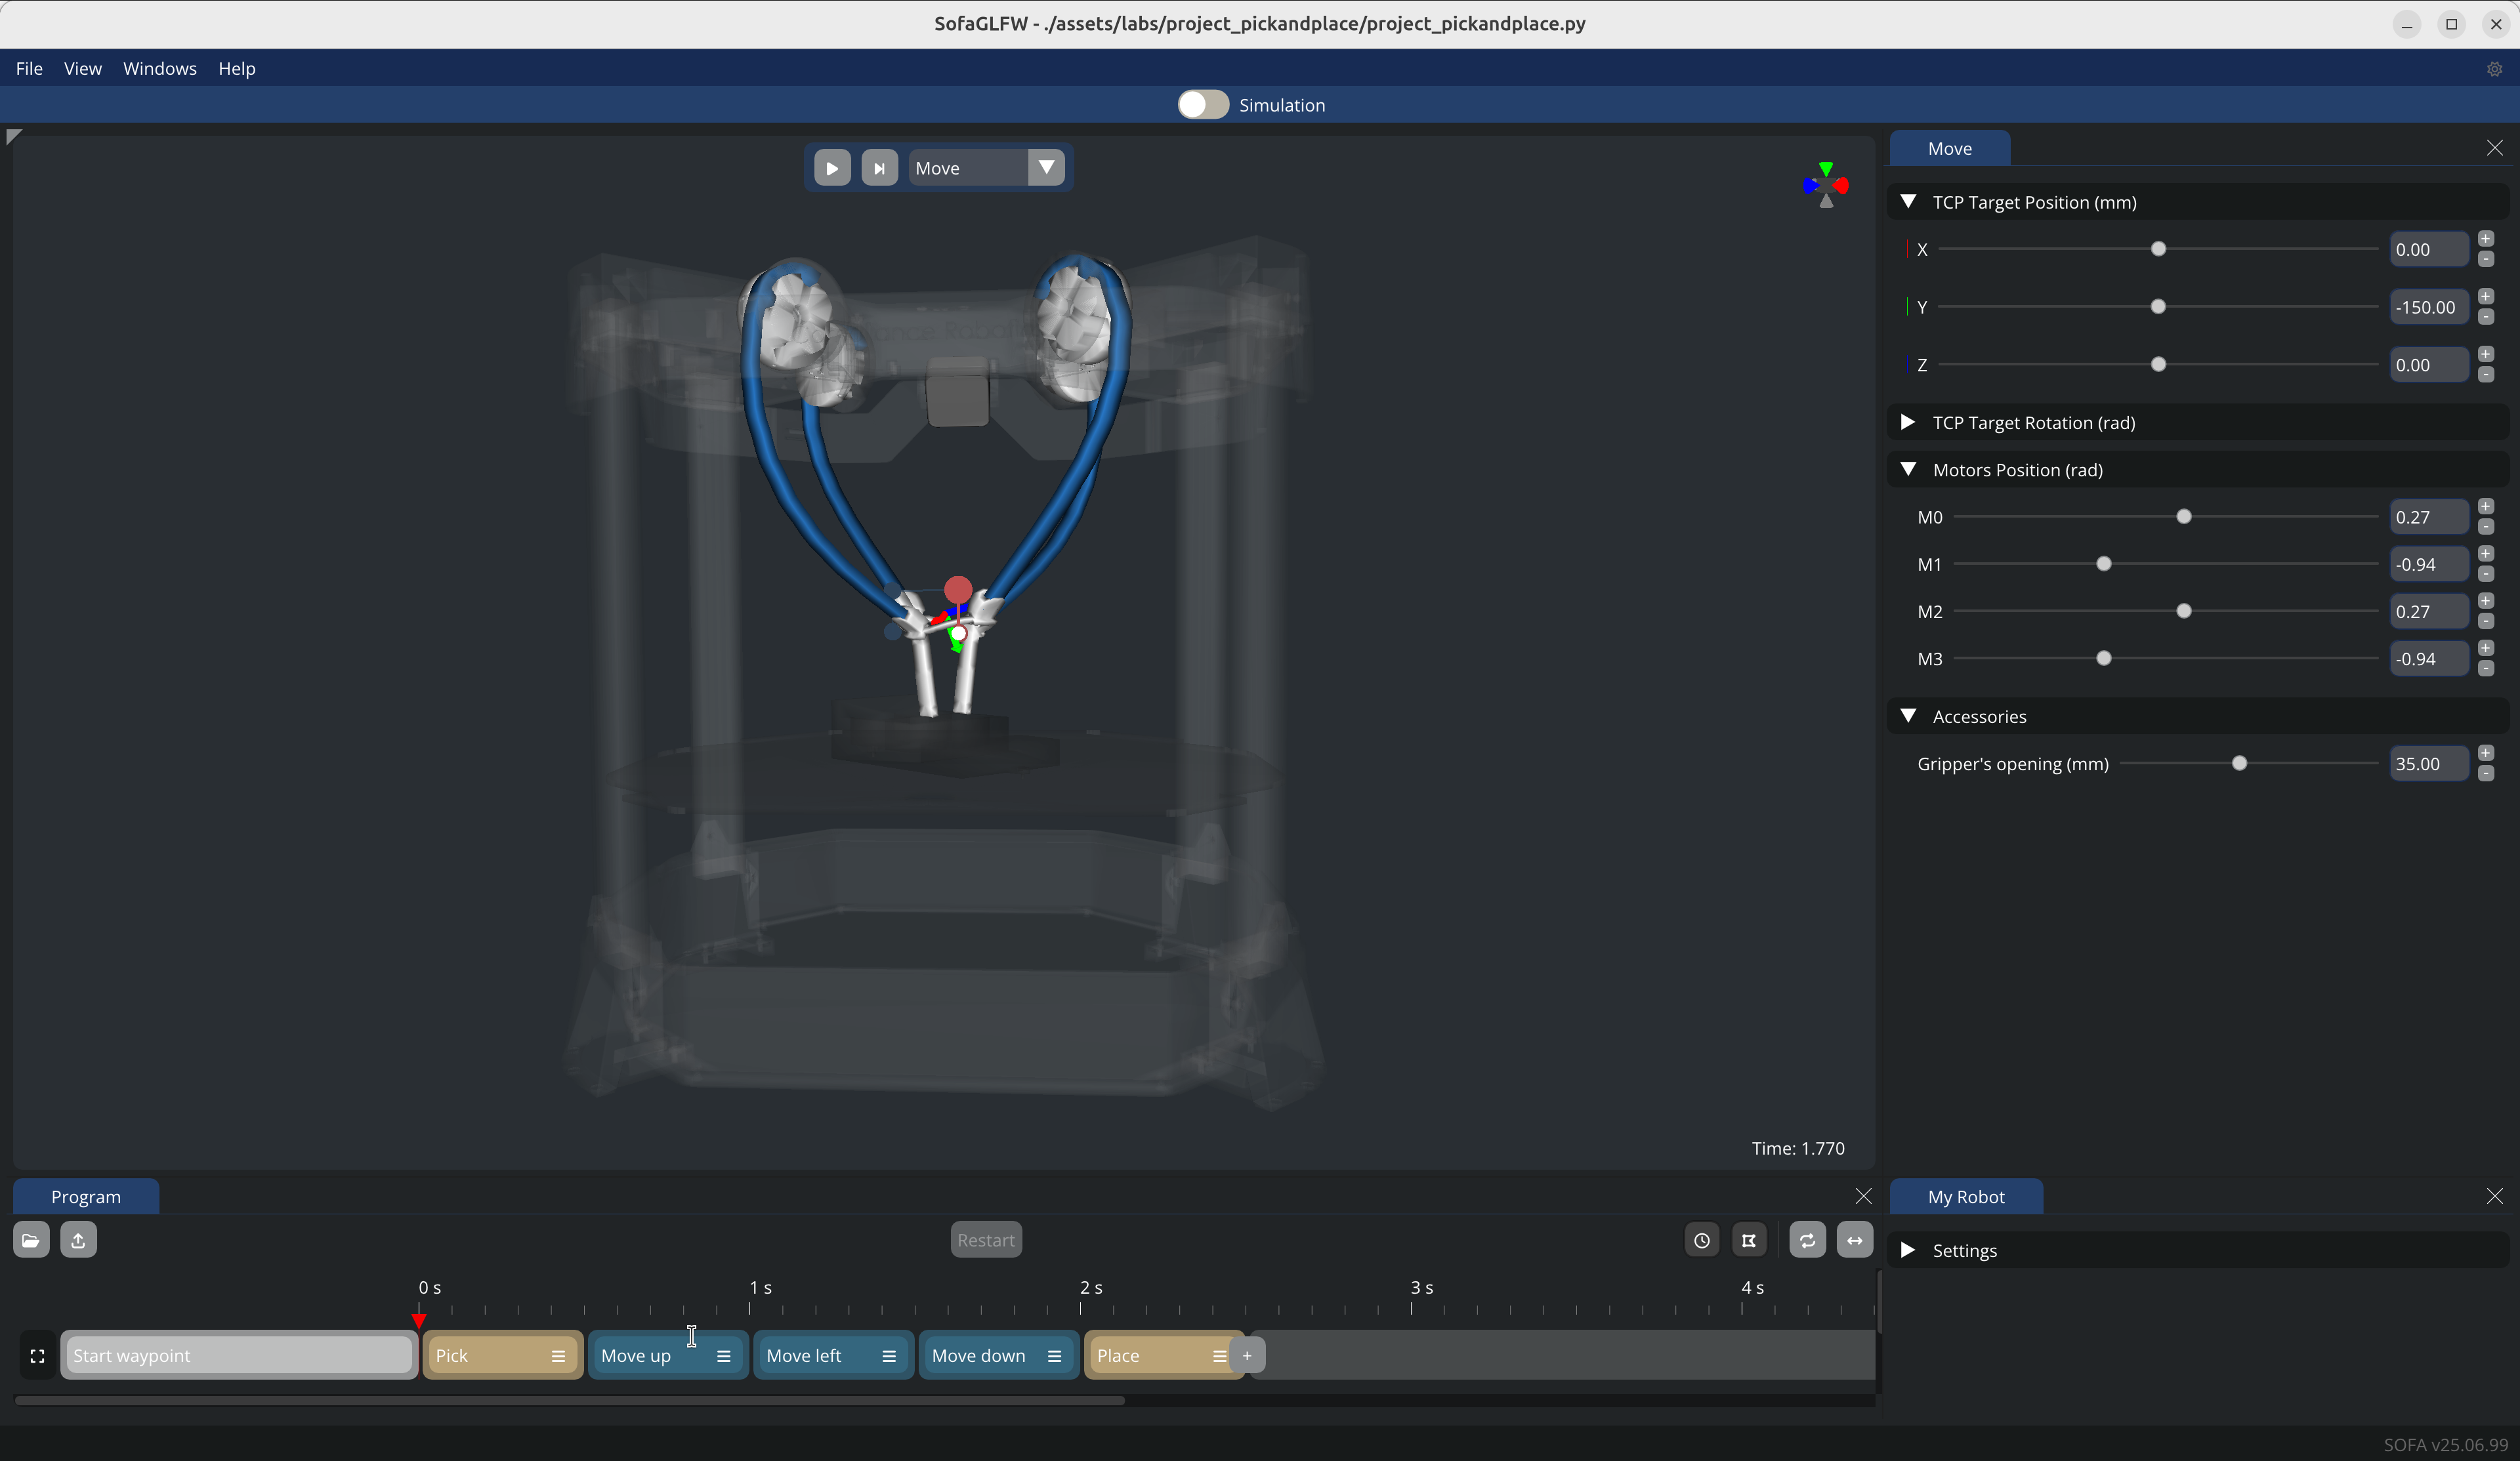 SofaGLFW - ./assets/labs/project_pickandplace/project_pickandplace.py
File View Windows Help
Simulation
Move
Time: 1.770
Move
TCP Target Position (mm)
X 0.00 + -
Y -150.00 + -
Z 0.00 + -
TCP Target Rotation (rad)
Motors Position (rad)
M0 0.27 + -
M1 -0.94 + -
M2 0.27 + -
M3 -0.94 + -
Accessories
Gripper's opening (mm) 35.00 + -
Program
Restart
0 s 1 s 2 s 3 s 4 s
Start waypoint Pick Move up Move left Move down Place +
My Robot
Settings
SOFA v25.06.99